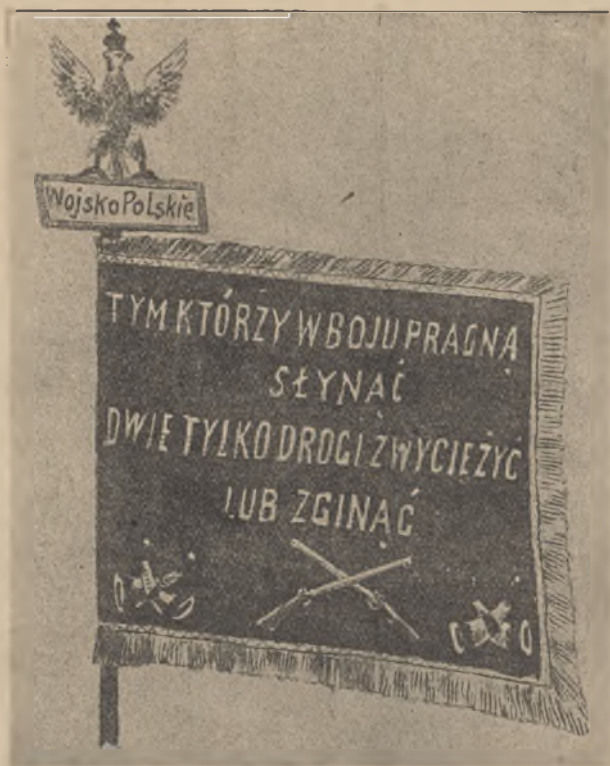 Wojsko Polskie
TYM KTÓRZY W BOJU PRAGNĄ
SŁYNĄĆ
DWIE TYLKO DROGI ZWYCIĘŻYĆ
LUB ZGINĄĆ